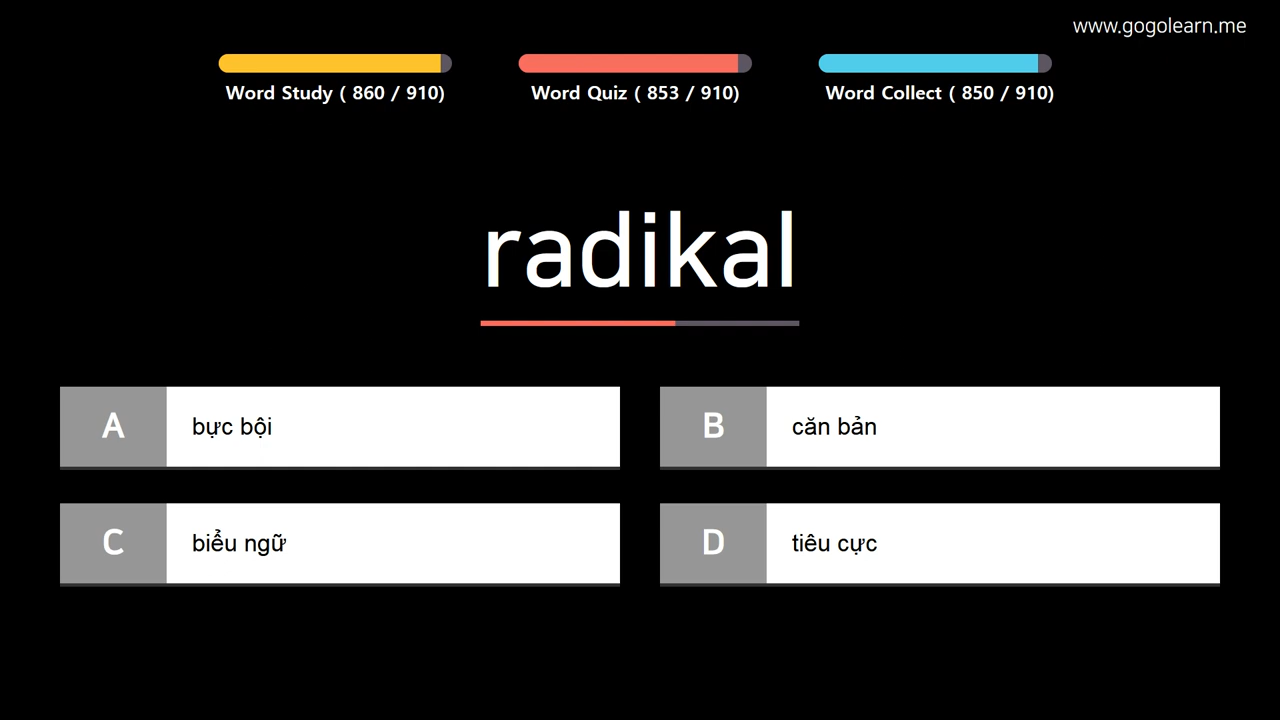 www.gogolearn.me
Word Study ( 860 / 910)
Word Quiz ( 853 / 910)
Word Collect ( 850 / 910)
radikal
A bực bội
B căn bản
C biểu ngữ
D tiêu cực